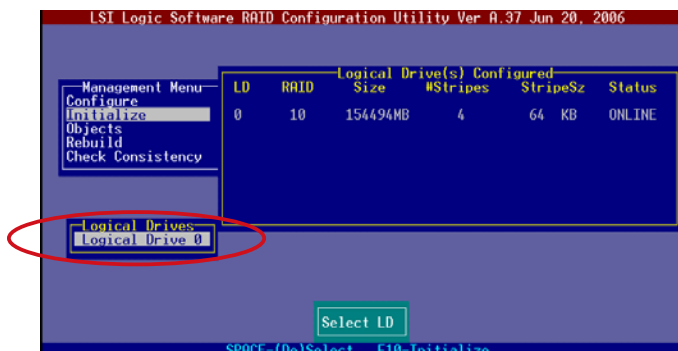 LSI Logic Software RAID Configuration Utility Ver A.37 Jun 20, 2006
Management Menu
Configure
Initialize
Objects
Rebuild
Check Consistency
Logical Drive(s) Configured
LD RAID Size #Stripes StripeSz Status
0 10 154494MB 4 64 KB ONLINE
Logical Drives
Logical Drive 0
Select LD
SPACE-(De)Select F10-Initialize